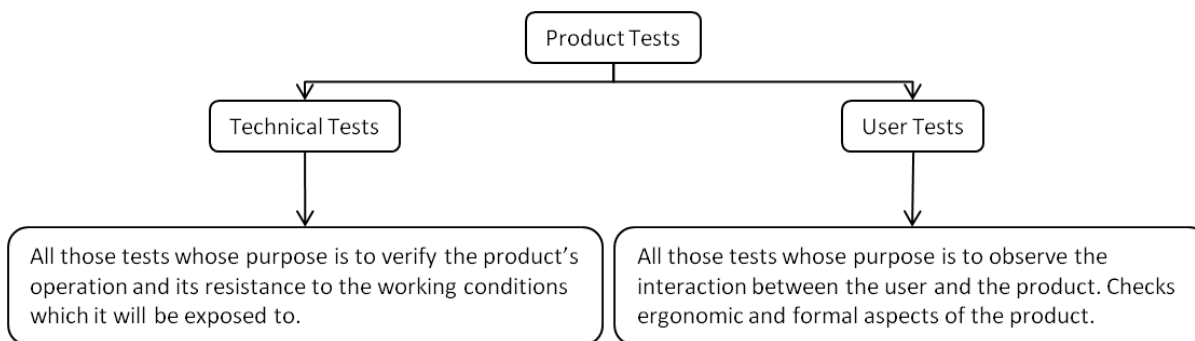 Product Tests
Technical Tests
User Tests
All those tests whose purpose is to verify the product’s
operation and its resistance to the working conditions
which it will be exposed to.
All those tests whose purpose is to observe the
interaction between the user and the product. Checks
ergonomic and formal aspects of the product.